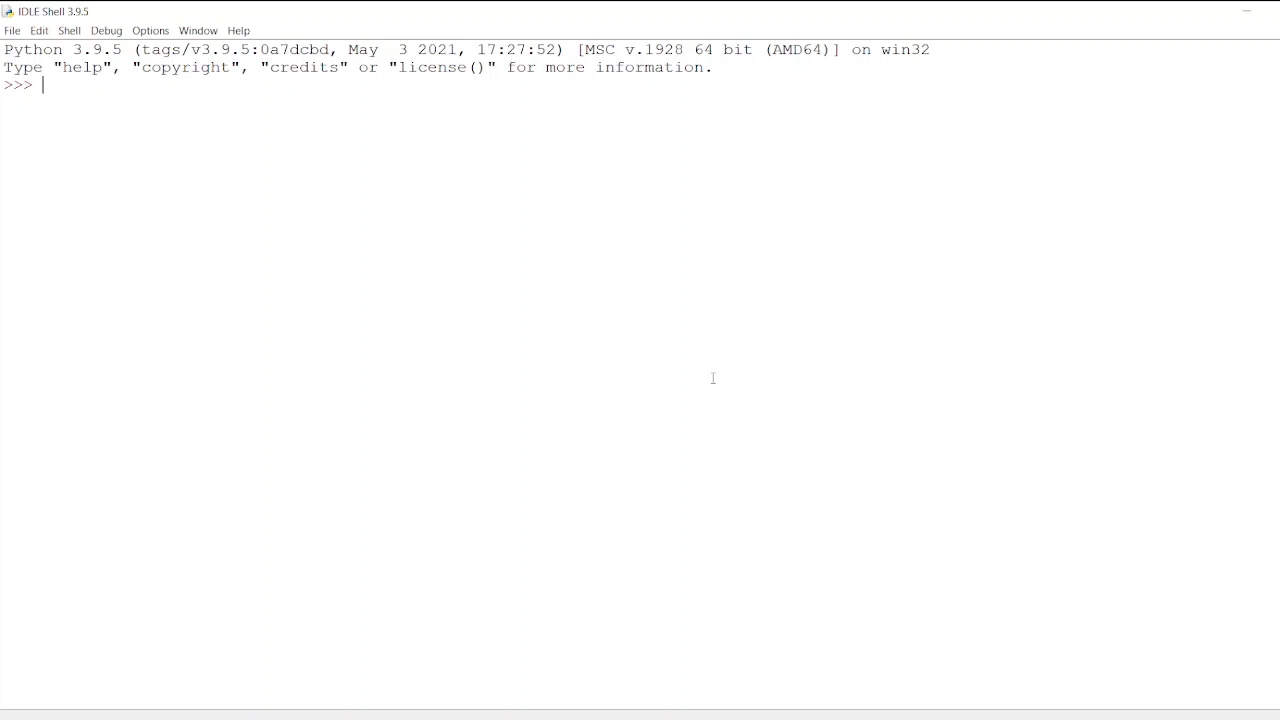 IDLE Shell 3.9.5
File Edit Shell Debug Options Window Help
Python 3.9.5 (tags/v3.9.5:0a7dcbd, May  3 2021, 17:27:52) [MSC v.1928 64 bit (AMD64)] on win32
Type "help", "copyright", "credits" or "license()" for more information.
>>>